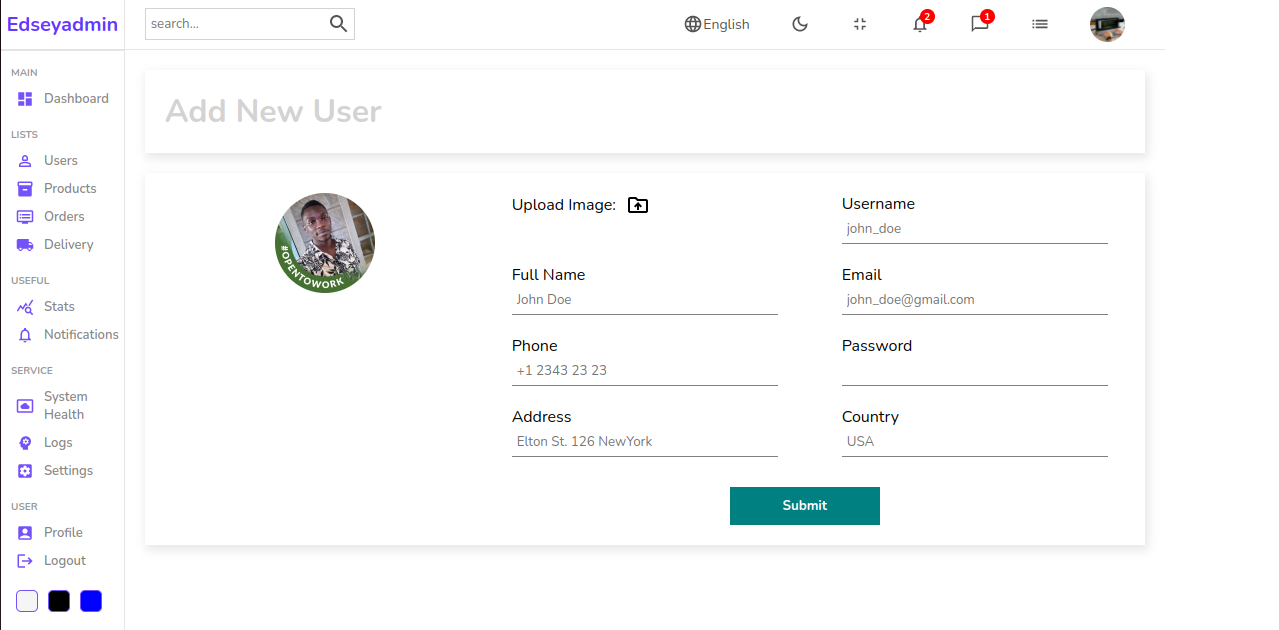 Edseyadmin
search...
English
2
1
MAIN
Dashboard
LISTS
Users
Products
Orders
Delivery
USEFUL
Stats
Notifications
SERVICE
System
Health
Logs
Settings
USER
Profile
Logout
Add New User
#OPENTOWORK
Upload Image:
Username
john_doe
Full Name
John Doe
Email
john_doe@gmail.com
Phone
+1 2343 23 23
Password
Address
Elton St. 126 NewYork
Country
USA
Submit